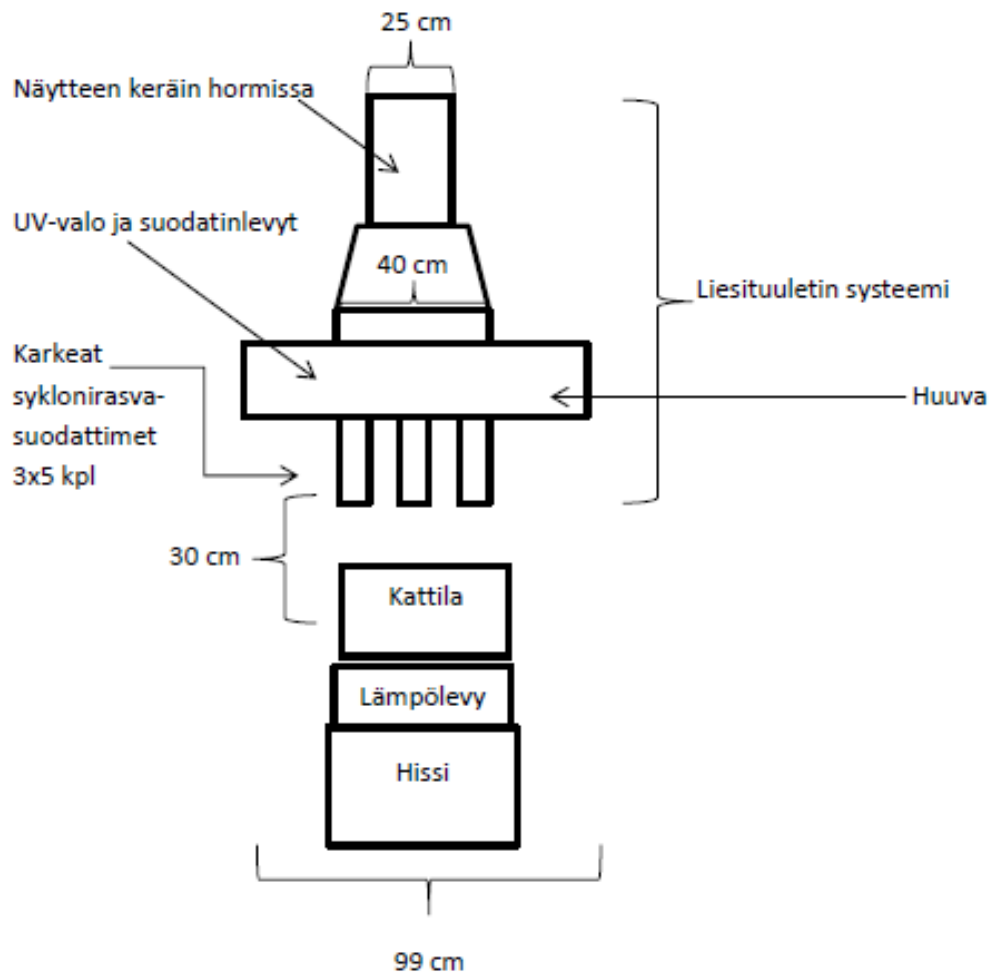 25 cm
Näytteen keräin hormissa
UV-valo ja suodatinlevyt
40 cm
Liesituuletin systeemi
Karkeat
syklonirasva-
suodattimet
3x5 kpl
Huuva
30 cm
Kattila
Lämpölevy
Hissi
99 cm